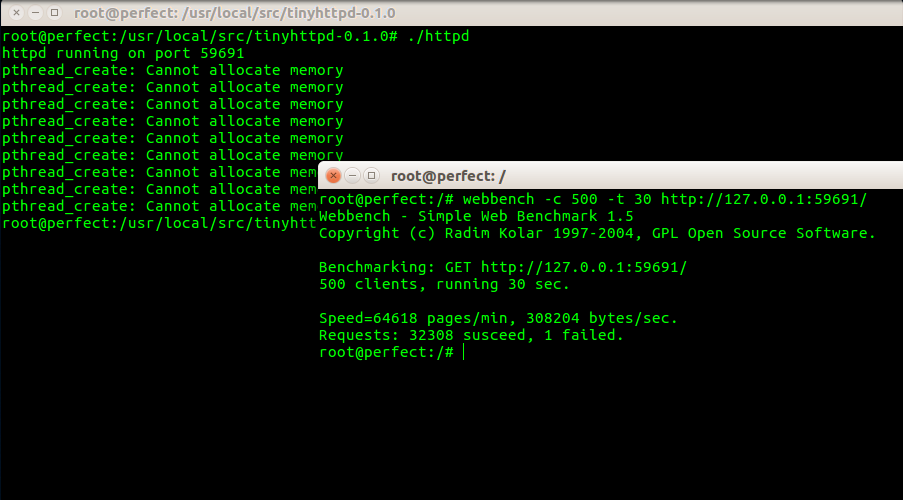 root@perfect: /usr/local/src/tinyhttpd-0.1.0
root@perfect:/usr/local/src/tinyhttpd-0.1.0# ./httpd
httpd running on port 59691
pthread_create: Cannot allocate memory
pthread_create: Cannot allocate memory
pthread_create: Cannot allocate memory
pthread_create: Cannot allocate memory
pthread_create: Cannot allocate memory
pthread_create: Cannot allocate memory
pthread_create: Cannot allocate mem
pthread_create: Cannot allocate mem
pthread_create: Cannot allocate mem
root@perfect:/usr/local/src/tinyhtt
root@perfect: /
root@perfect:/# webbench -c 500 -t 30 http://127.0.0.1:59691/
Webbench - Simple Web Benchmark 1.5
Copyright (c) Radim Kolar 1997-2004, GPL Open Source Software.
Benchmarking: GET http://127.0.0.1:59691/
500 clients, running 30 sec.
Speed=64618 pages/min, 308204 bytes/sec.
Requests: 32308 susceed, 1 failed.
root@perfect:/#